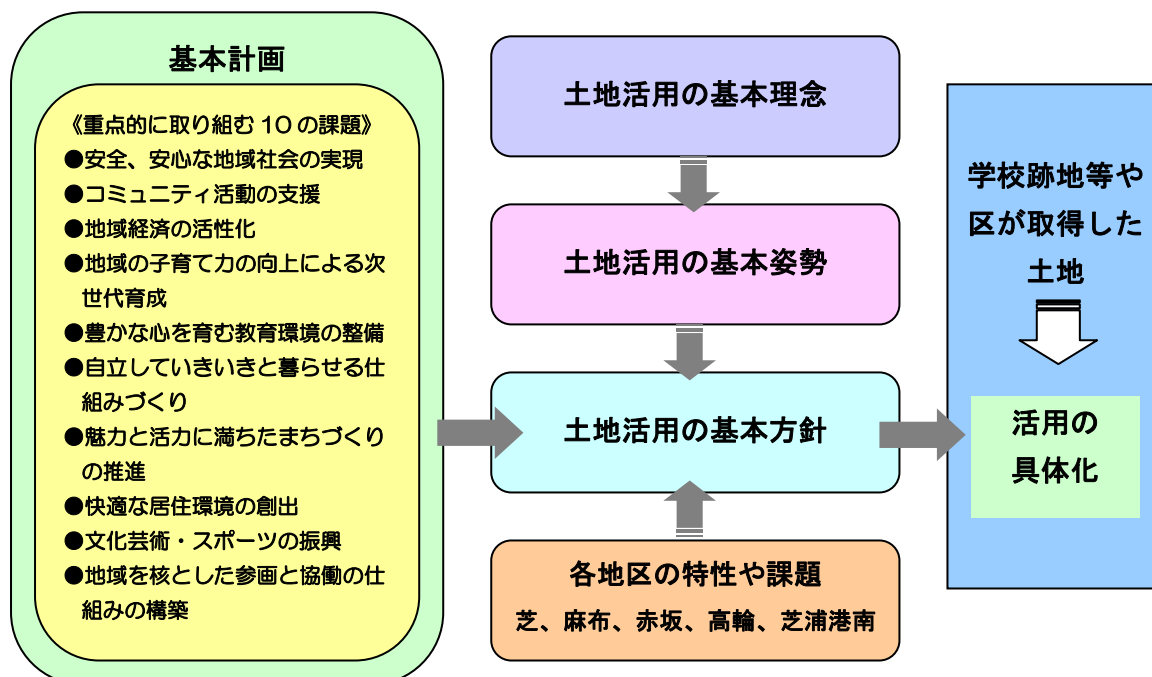 基本計画
《重点的に取り組む10の課題》
●安全、安心な地域社会の実現
●コミュニティ活動の支援
●地域経済の活性化
●地域の子育て力の向上による次
世代育成
●豊かな心を育む教育環境の整備
●自立していきいきと暮らせる仕
組みづくり
●魅力と活力に満ちたまちづくり
の推進
●快適な居住環境の創出
●文化芸術・スポーツの振興
●地域を核とした参画と協働の仕
組みの構築
土地活用の基本理念
土地活用の基本姿勢
土地活用の基本方針
各地区の特性や課題
芝、麻布、赤坂、高輪、芝浦港南
学校跡地等や
区が取得した
土地
活用の
具体化